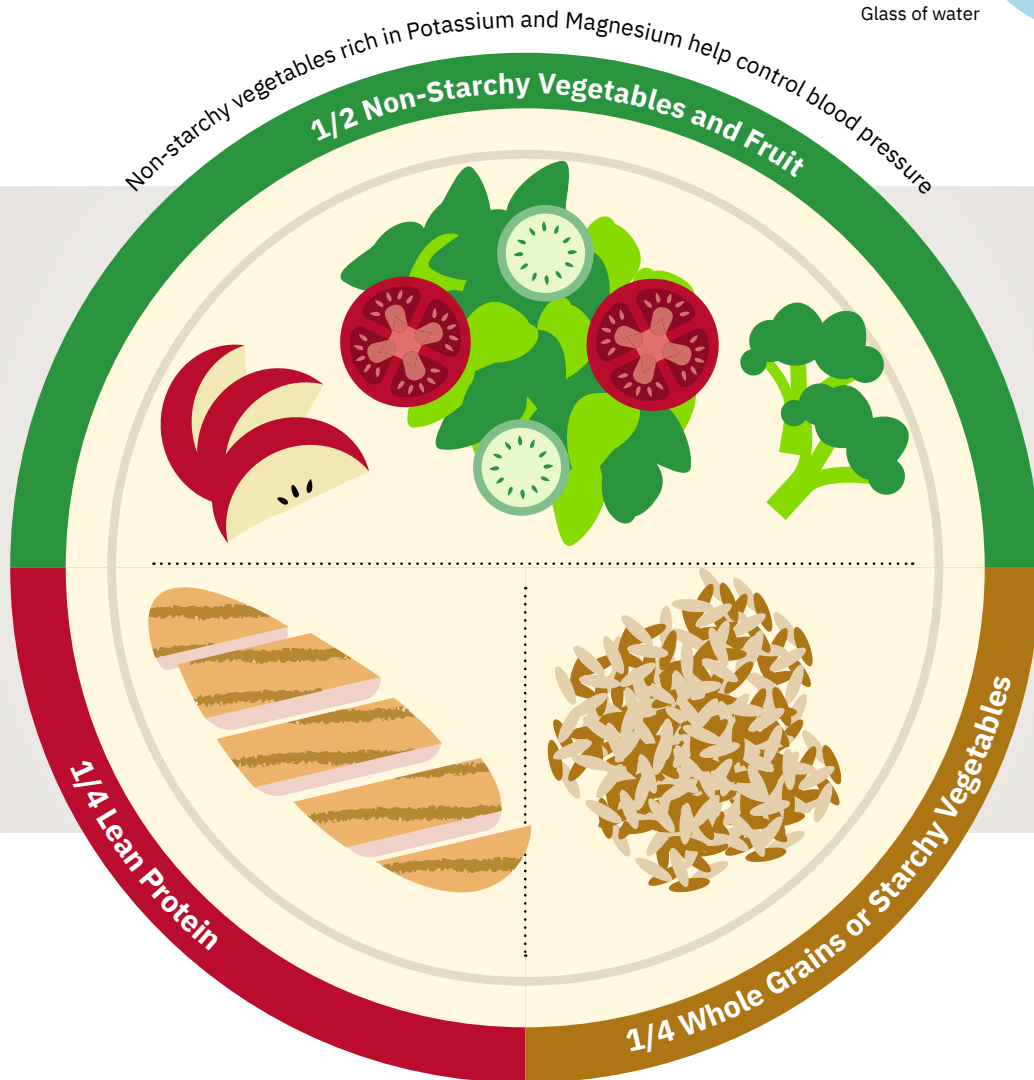 Glass of water
Non-starchy vegetables rich in Potassium and Magnesium help control blood pressure
1/2 Non-Starchy Vegetables and Fruit
1/4 Lean Protein
1/4 Whole Grains or Starchy Vegetables